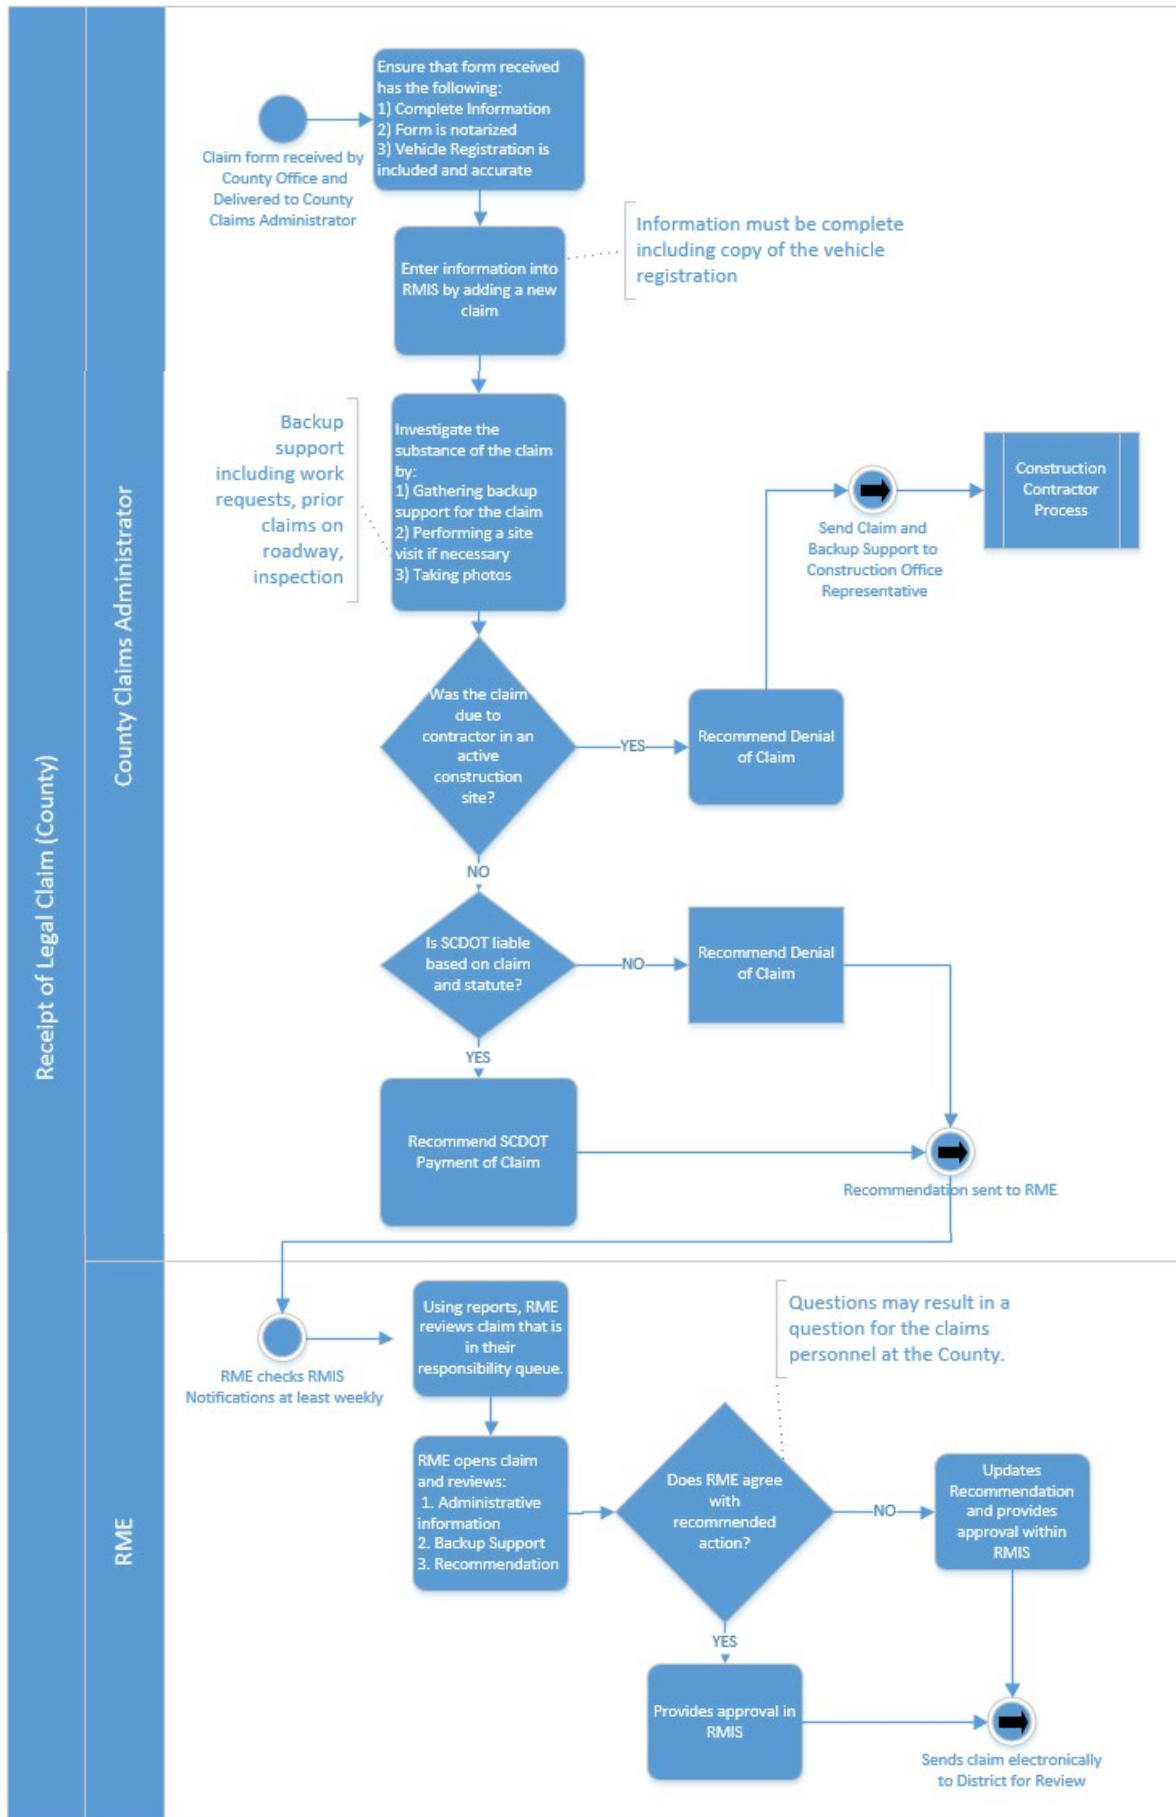 Receipt of Legal Claim (County)
County Claims Administrator
Claim form received by
County Office and
Delivered to County
Claims Administrator
Ensure that form received
has the following:
1) Complete Information
2) Form is notarized
3) Vehicle Registration is
included and accurate
Enter information into
RMIS by adding a new
claim
Information must be complete
including copy of the vehicle
registration
Backup
support
including work
requests, prior
claims on
roadway,
inspection
Investigate the
substance of the claim
by:
1) Gathering backup
support for the claim
2) Performing a site
visit if necessary
3) Taking photos
Send Claim and
Backup Support to
Construction Office
Representative
Construction
Contractor
Process
Was the claim
due to
contractor in an
active
construction
site?
YES
Recommend Denial
of Claim
NO
Is SCDOT liable
based on claim
and statute?
NO
Recommend Denial
of Claim
YES
Recommend SCDOT
Payment of Claim
Recommendation sent to RME
RME
RME checks RMIS
Notifications at least weekly
Using reports, RME
reviews claim that is
in their
responsibility queue.
RME opens claim
and reviews:
1. Administrative
information
2. Backup Support
3. Recommendation
Questions may result in a
question for the claims
personnel at the County.
Does RME agree
with
recommended
action?
NO
Updates
Recommendation
and provides
approval within
RMIS
YES
Provides approval in
RMIS
Sends claim electronically
to District for Review